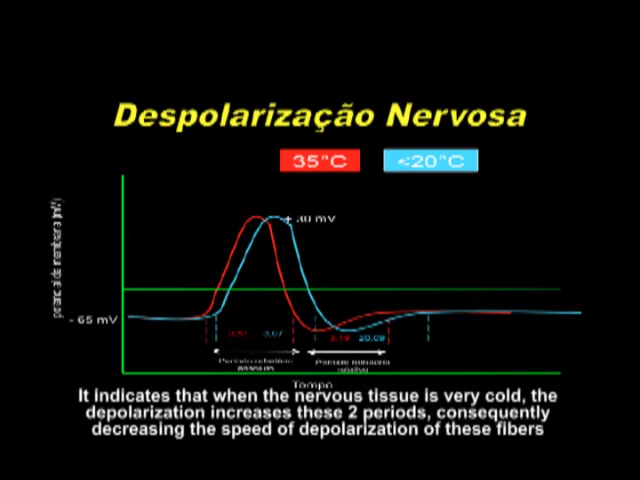 Despolarização Nervosa
35°C <20°C
+ 30 mV
- 65 mV
Tempo
It indicates that when the nervous tissue is very cold, the
depolarization increases these 2 periods, consequently
decreasing the speed of depolarization of these fibers